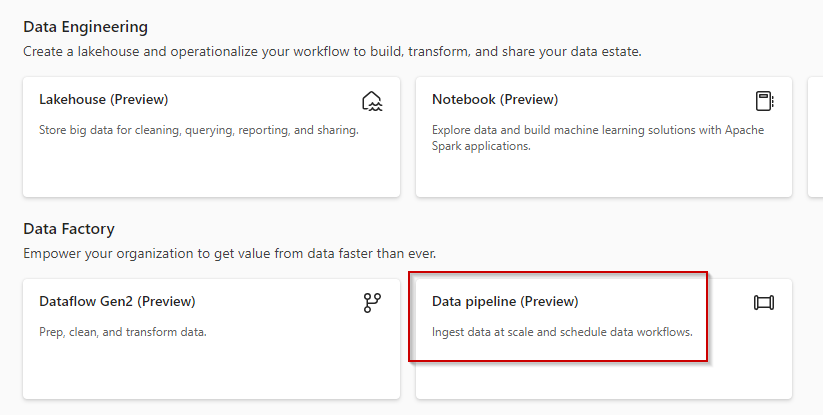 Data Engineering
Create a lakehouse and operationalize your workflow to build, transform, and share your data estate.
Lakehouse (Preview)
Store big data for cleaning, querying, reporting, and sharing.
Notebook (Preview)
Explore data and build machine learning solutions with Apache
Spark applications.
Data Factory
Empower your organization to get value from data faster than ever.
Dataflow Gen2 (Preview)
Prep, clean, and transform data.
Data pipeline (Preview)
Ingest data at scale and schedule data workflows.